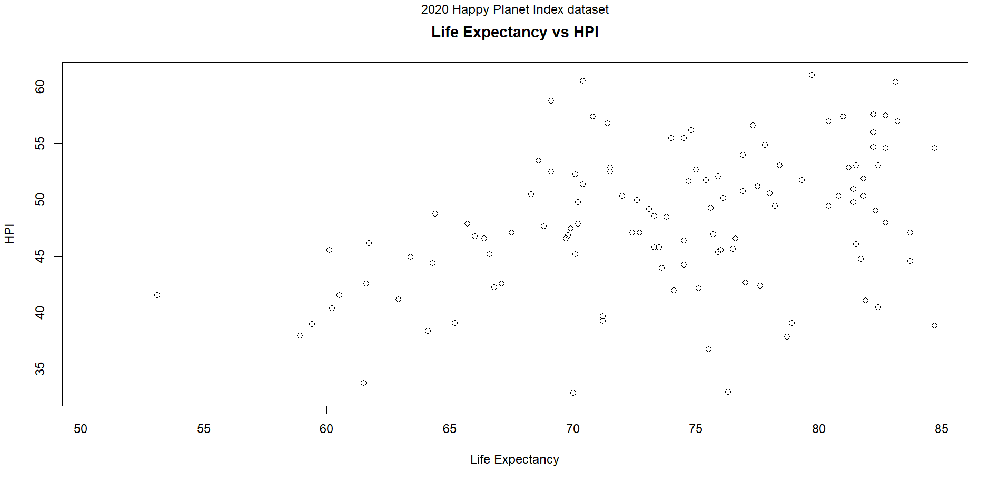 2020 Happy Planet Index dataset
Life Expectancy vs HPI
60
55
50
45
40
35
HPI
50 55 60 65 70 75 80 85
Life Expectancy